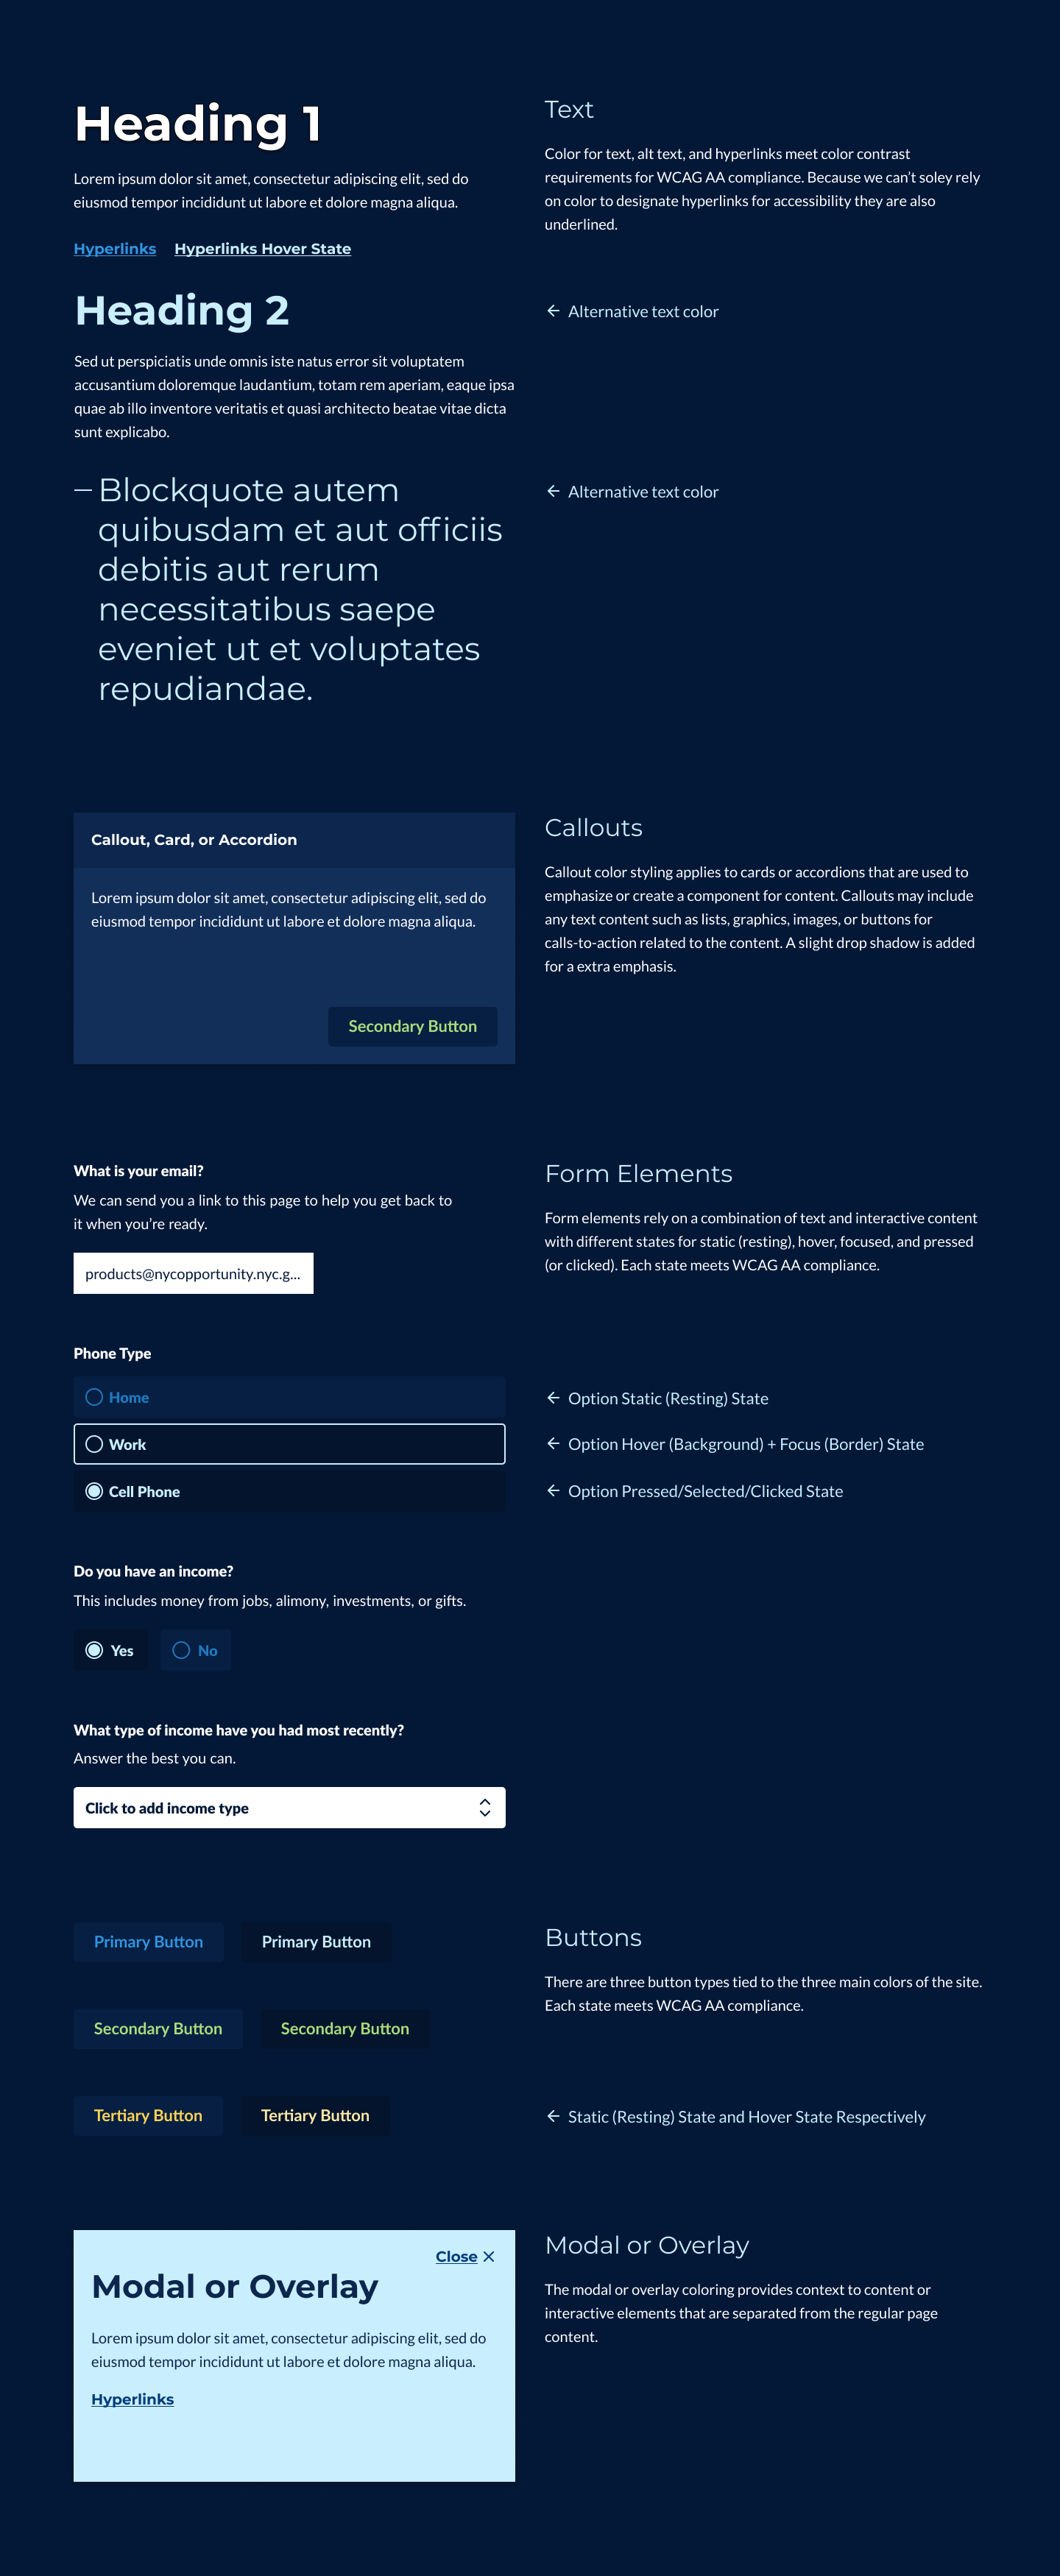 Heading 1
Lorem ipsum dolor sit amet, consectetur adipiscing elit, sed do
eiusmod tempor incididunt ut labore et dolore magna aliqua.
Hyperlinks Hyperlinks Hover State
Text
Color for text, alt text, and hyperlinks meet color contrast
requirements for WCAG AA compliance. Because we can’t soley rely
on color to designate hyperlinks for accessibility they are also
underlined.
Heading 2
← Alternative text color
Sed ut perspiciatis unde omnis iste natus error sit voluptatem
accusantium doloremque laudantium, totam rem aperiam, eaque ipsa
quae ab illo inventore veritatis et quasi architecto beatae vitae dicta
sunt explicabo.
— Blockquote autem
quibusdam et aut officiis
debitis aut rerum
necessitatibus saepe
eveniet ut et voluptates
repudiandae.
← Alternative text color
Callout, Card, or Accordion
Lorem ipsum dolor sit amet, consectetur adipiscing elit, sed do
eiusmod tempor incididunt ut labore et dolore magna aliqua.
Secondary Button
Callouts
Callout color styling applies to cards or accordions that are used to
emphasize or create a component for content. Callouts may include
any text content such as lists, graphics, images, or buttons for
calls-to-action related to the content. A slight drop shadow is added
for a extra emphasis.
What is your email?
We can send you a link to this page to help you get back to
it when you’re ready.
products@nycopportunity.nyc.g...
Form Elements
Form elements rely on a combination of text and interactive content
with different states for static (resting), hover, focused, and pressed
(or clicked). Each state meets WCAG AA compliance.
Phone Type
Home
← Option Static (Resting) State
Work
← Option Hover (Background) + Focus (Border) State
Cell Phone
← Option Pressed/Selected/Clicked State
Do you have an income?
This includes money from jobs, alimony, investments, or gifts.
Yes No
What type of income have you had most recently?
Answer the best you can.
Click to add income type
Primary Button Primary Button
Secondary Button Secondary Button
Tertiary Button Tertiary Button
Buttons
There are three button types tied to the three main colors of the site.
Each state meets WCAG AA compliance.
← Static (Resting) State and Hover State Respectively
Close ×
Modal or Overlay
Lorem ipsum dolor sit amet, consectetur adipiscing elit, sed do
eiusmod tempor incididunt ut labore et dolore magna aliqua.
Hyperlinks
Modal or Overlay
The modal or overlay coloring provides context to content or
interactive elements that are separated from the regular page
content.